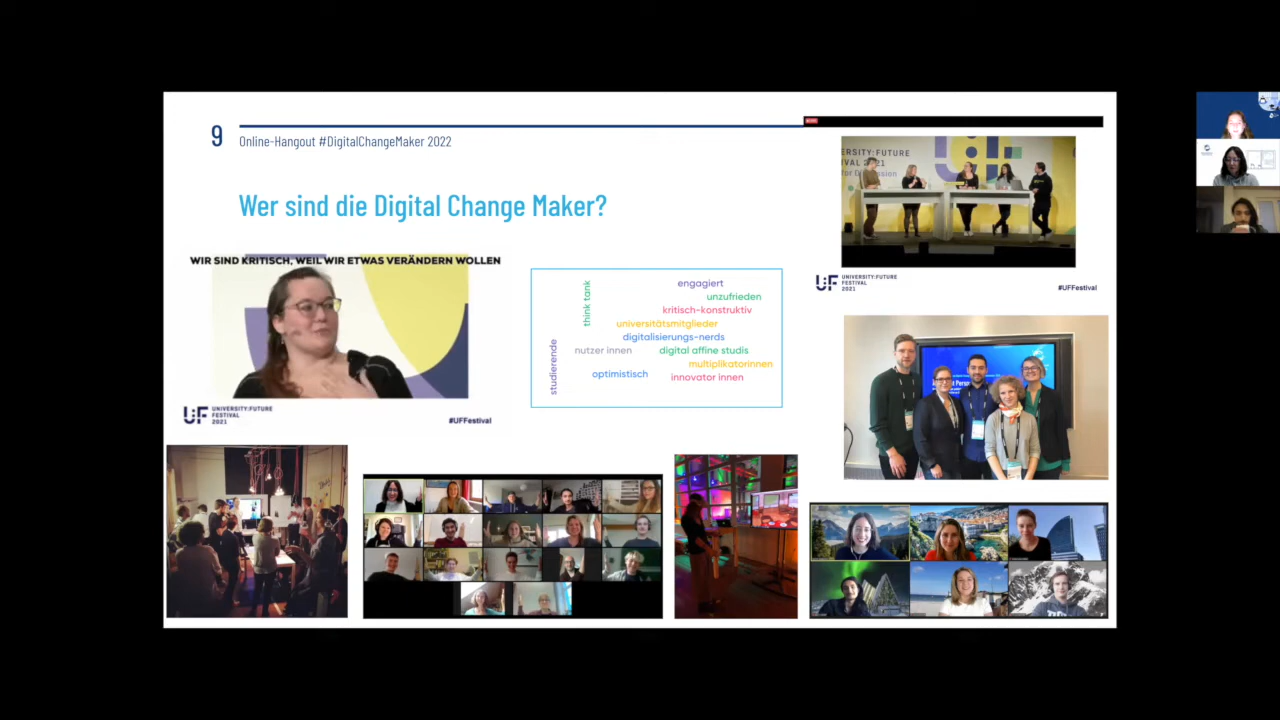 9
Online-Hangout #DigitalChangeMaker 2022
Wer sind die Digital Change Maker?
WIR SIND KRITISCH, WEIL WIR ETWAS VERÄNDERN WOLLEN
UNIVERSITY:FUTURE
FESTIVAL
2021
#UFFestival
think tank
studierende
engagiert
unzufrieden
kritisch-konstruktiv
universitätsmitglieder
digitalisierungs-nerds
nutzer innen
digital affine studis
multiplikatorinnen
optimistisch
innovator innen
VERSITY:FUTURE
UNIVERSITY:FUTURE
FESTIVAL
2021
#UFFestival